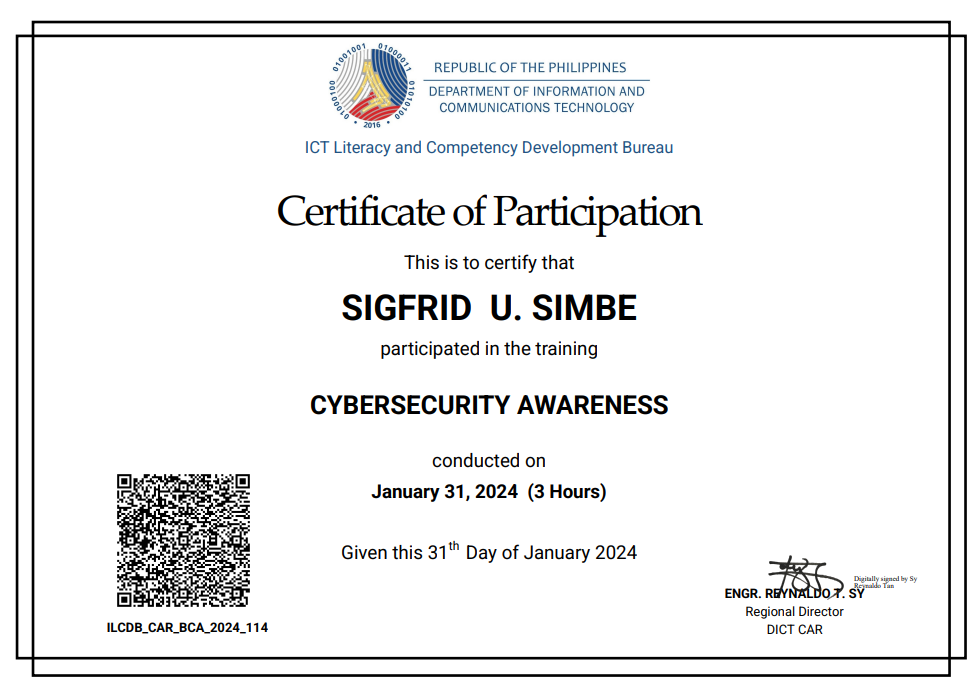 01001001 01000011
01000100 01010100
• 2016 •
REPUBLIC OF THE PHILIPPINES
DEPARTMENT OF INFORMATION AND
COMMUNICATIONS TECHNOLOGY
ICT Literacy and Competency Development Bureau
Certificate of Participation
This is to certify that
SIGFRID U. SIMBE
participated in the training
CYBERSECURITY AWARENESS
conducted on
January 31, 2024 (3 Hours)
Given this 31th Day of January 2024
Digitally signed by Sy
Reynaldo Tan
ENGR. REYNALDO T. SY
Regional Director
DICT CAR
ILCDB_CAR_BCA_2024_114